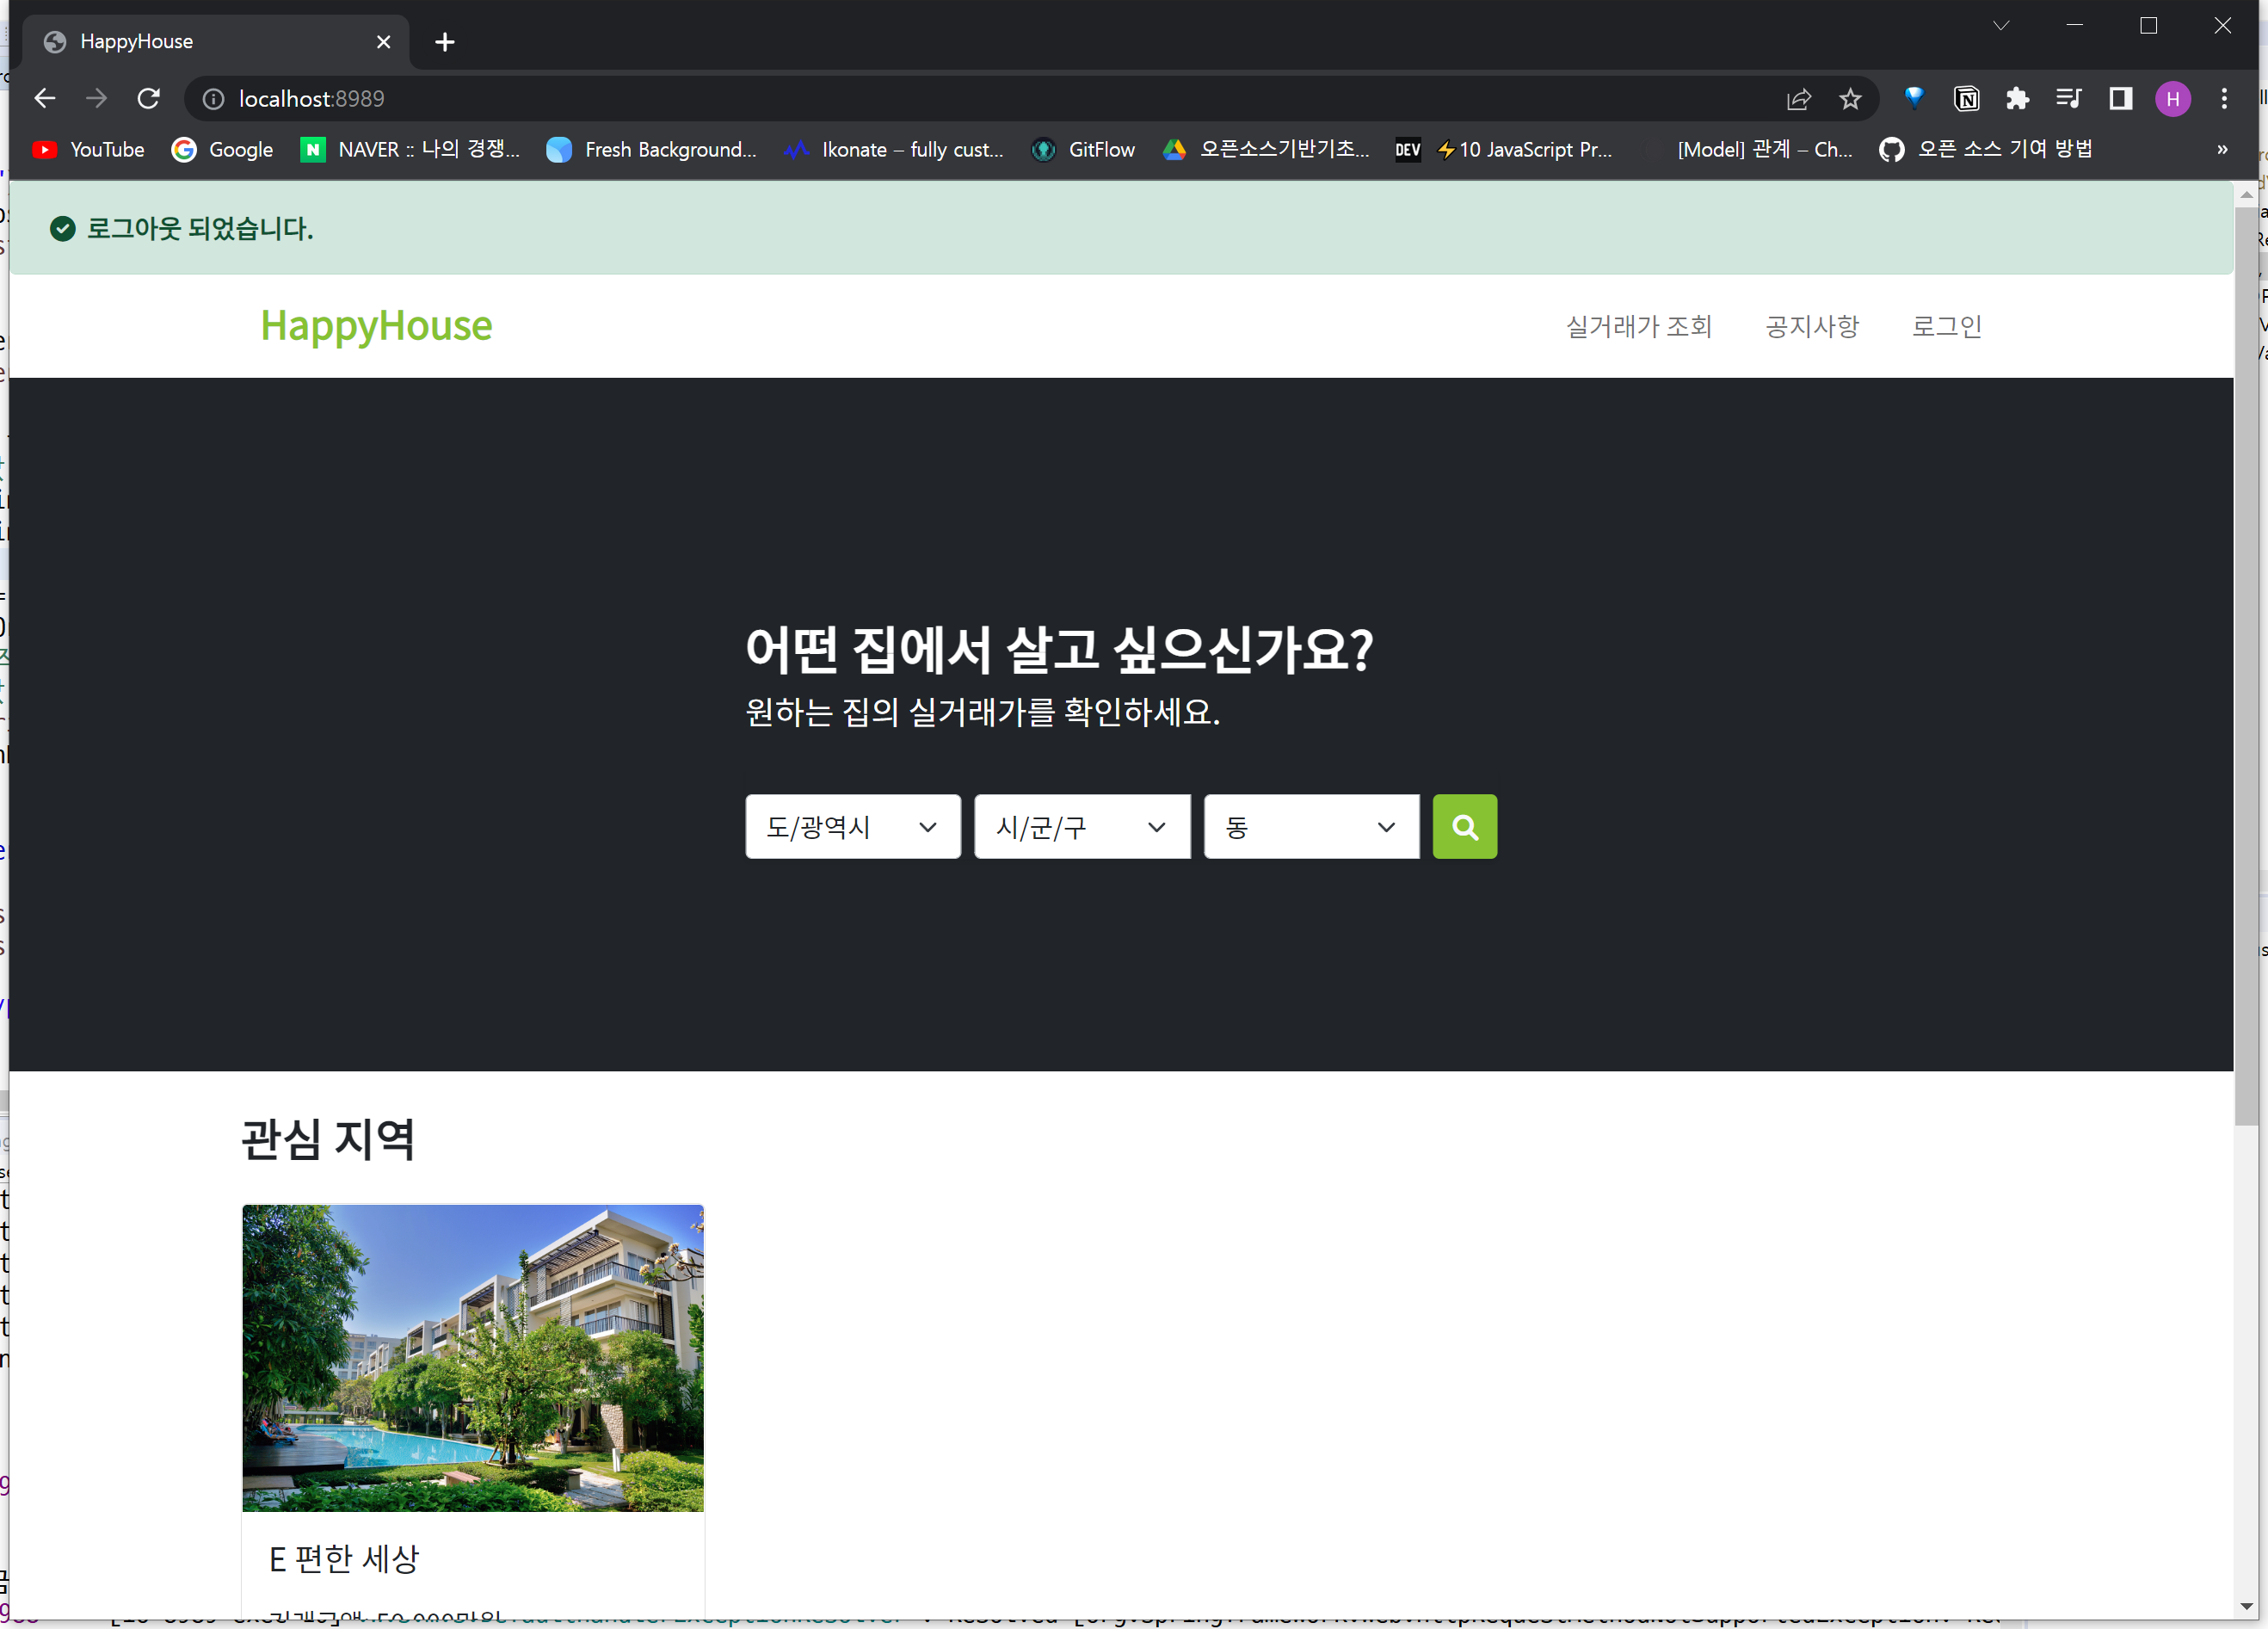 HappyHouse
localhost:8989
YouTube
Google
NAVER :: 나의 경쟁...
Fresh Background...
Ikonate – fully cust...
GitFlow
오픈소스기반기초...
DEV
⚡10 JavaScript Pr...
[Model] 관계 – Ch...
오픈 소스 기여 방법
»
H
로그아웃 되었습니다.
HappyHouse
실거래가 조회
공지사항
로그인
어떤 집에서 살고 싶으신가요?
원하는 집의 실거래가를 확인하세요.
도/광역시
시/군/구
동
관심 지역
E 편한 세상